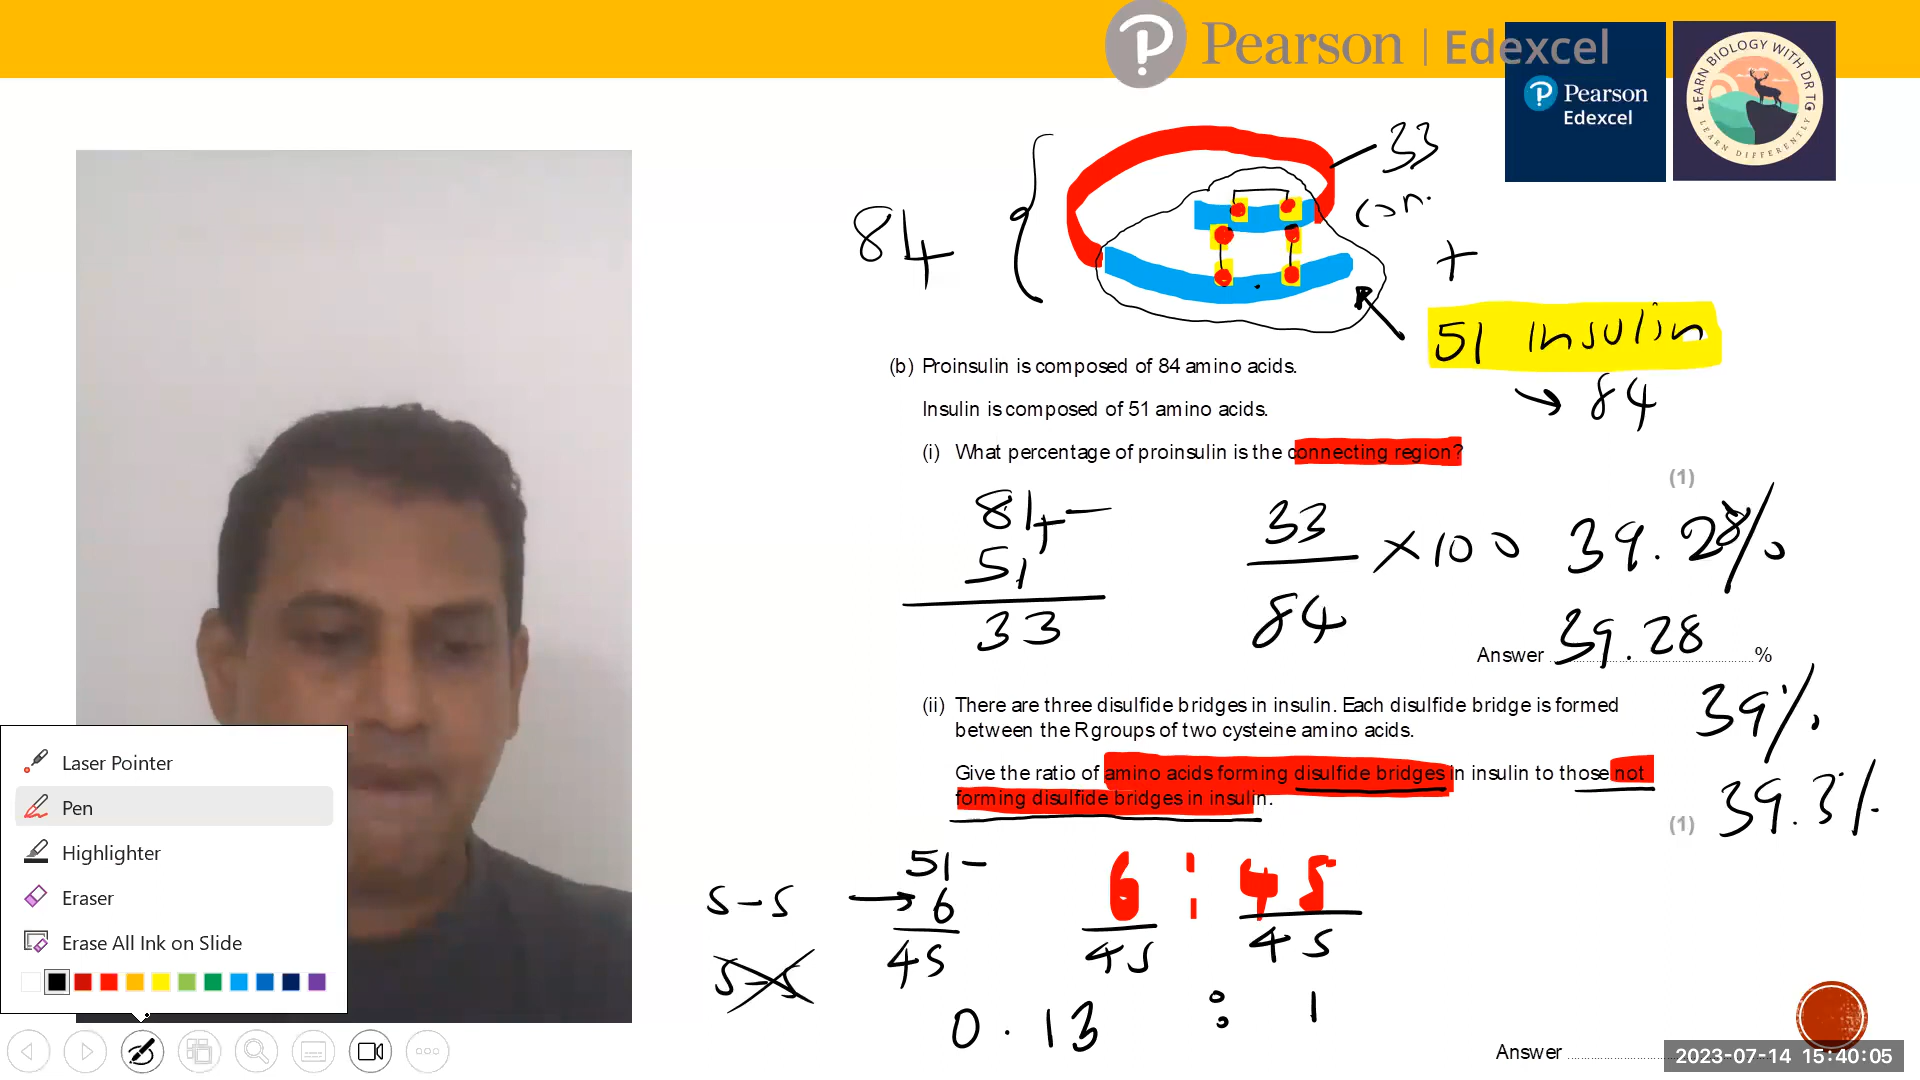 Pearson | Edexcel
Pearson
Edexcel
LEARN BIOLOGY WITH DR TG
LEARN DIFFERENTLY
33
con.
84
+
51 Insulin
→ 84
(b) Proinsulin is composed of 84 amino acids.
Insulin is composed of 51 amino acids.
(i) What percentage of proinsulin is the connecting region?
(1)
84 -
51
33
33
84
× 100
39.28%
Answer 39.28 %
39%
(ii) There are three disulfide bridges in insulin. Each disulfide bridge is formed
between the R groups of two cysteine amino acids.
Give the ratio of amino acids forming disulfide bridges in insulin to those not
forming disulfide bridges in insulin.
39.3%
(1)
51 -
S-S → 6
45
S-S
6 : 45
45 45
0.13 : 1
Answer
Laser Pointer
Pen
Highlighter
Eraser
Erase All Ink on Slide
2023-07-14 15:40:05